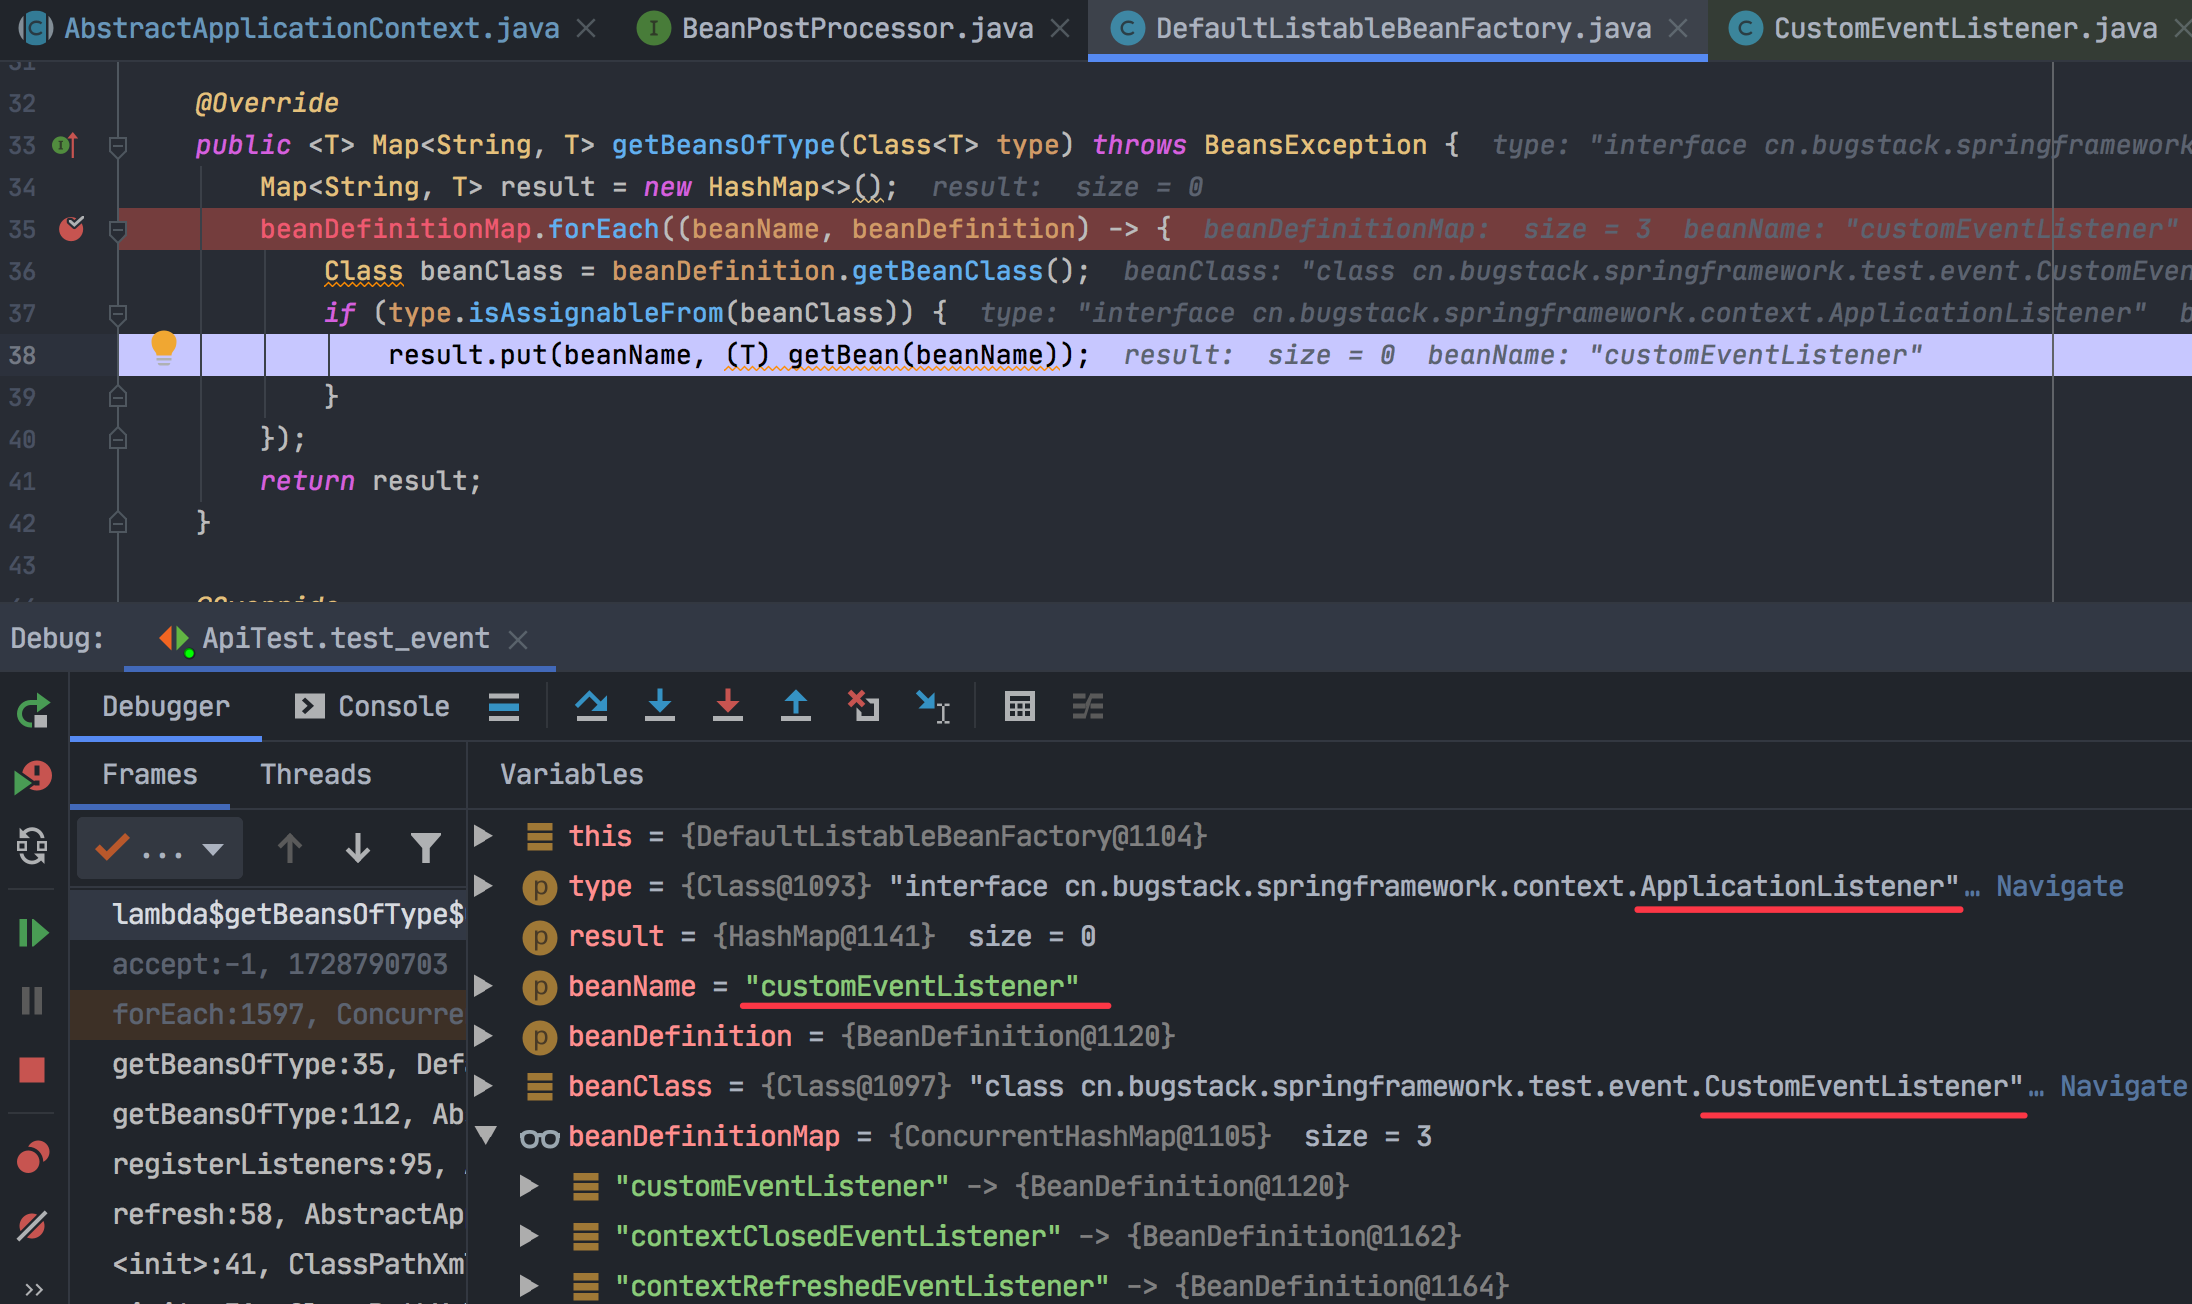 AbstractApplicationContext.java
BeanPostProcessor.java
DefaultListableBeanFactory.java
CustomEventListener.java
31
32 @Override
33 public <T> Map<String, T> getBeansOfType(Class<T> type) throws BeansException { type: "interface cn.bugstack.springframework
34 Map<String, T> result = new HashMap<>(); result: size = 0
35 beanDefinitionMap.forEach((beanName, beanDefinition) -> { beanDefinitionMap: size = 3 beanName: "customEventListener"
36 Class beanClass = beanDefinition.getBeanClass(); beanClass: "class cn.bugstack.springframework.test.event.CustomEven
37 if (type.isAssignableFrom(beanClass)) { type: "interface cn.bugstack.springframework.context.ApplicationListener" b
38 result.put(beanName, (T) getBean(beanName)); result: size = 0 beanName: "customEventListener"
39 }
40 });
41 return result;
42 }
43
44 @Override
Debug: ApiTest.test_event
Debugger Console
Frames Threads
Variables
...
lambda$getBeansOfType$
accept:-1, 1728790703
forEach:1597, Concurre
getBeansOfType:35, Def
getBeansOfType:112, Ab
registerListeners:95,
refresh:58, AbstractAp
<init>:41, ClassPathXm
this = {DefaultListableBeanFactory@1104}
type = {Class@1093} "interface cn.bugstack.springframework.context.ApplicationListener"... Navigate
result = {HashMap@1141} size = 0
beanName = "customEventListener"
beanDefinition = {BeanDefinition@1120}
beanClass = {Class@1097} "class cn.bugstack.springframework.test.event.CustomEventListener"... Navigate
beanDefinitionMap = {ConcurrentHashMap@1105} size = 3
"customEventListener" -> {BeanDefinition@1120}
"contextClosedEventListener" -> {BeanDefinition@1162}
"contextRefreshedEventListener" -> {BeanDefinition@1164}